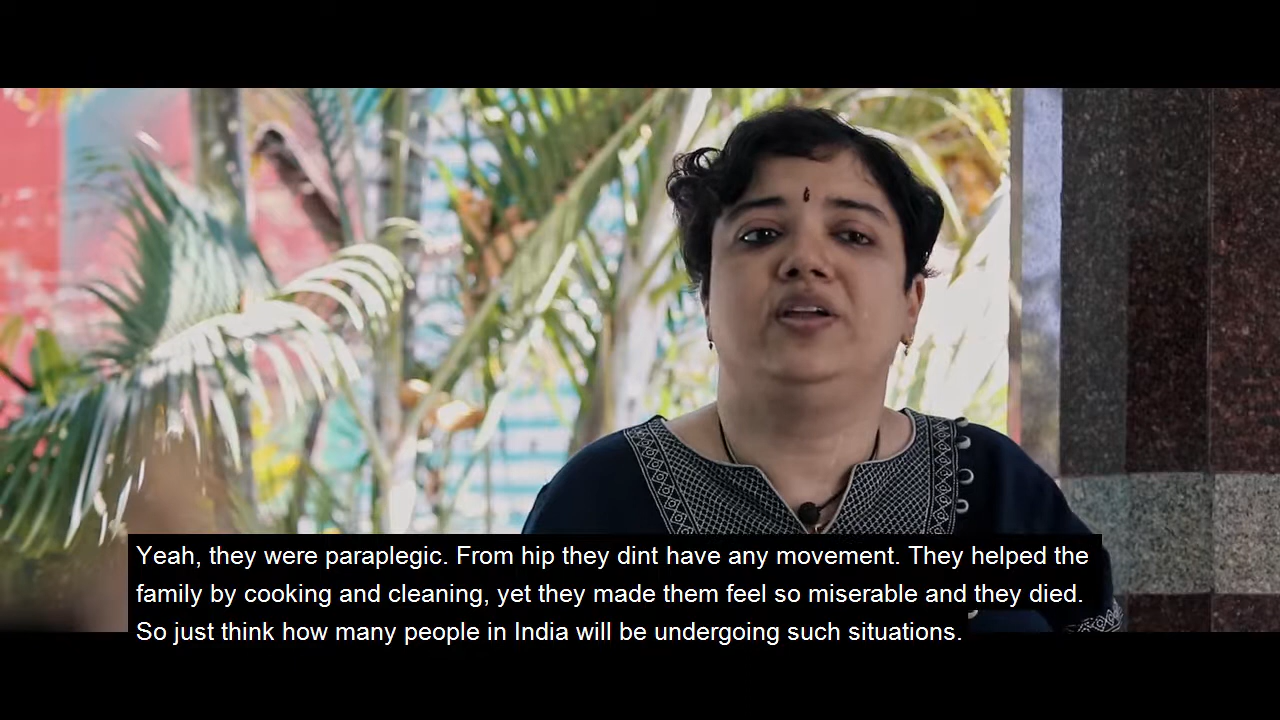 Yeah, they were paraplegic. From hip they dint have any movement. They helped the
family by cooking and cleaning, yet they made them feel so miserable and they died.
So just think how many people in India will be undergoing such situations.